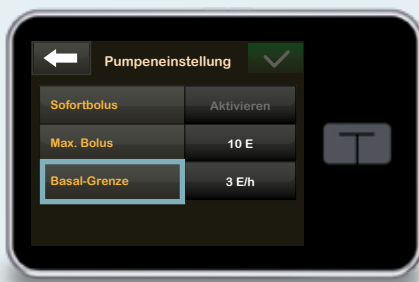 Pumpeneinstellung
Sofortbolus Aktivieren
Max. Bolus 10 E
Basal-Grenze 3 E/h